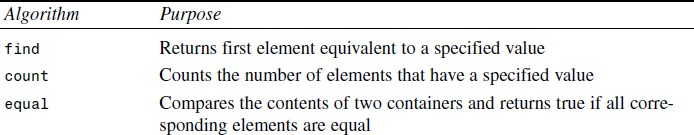 Algorithm Purpose
find Returns first element equivalent to a specified value
count Counts the number of elements that have a specified value
equal Compares the contents of two containers and returns true if all corre-
sponding elements are equal